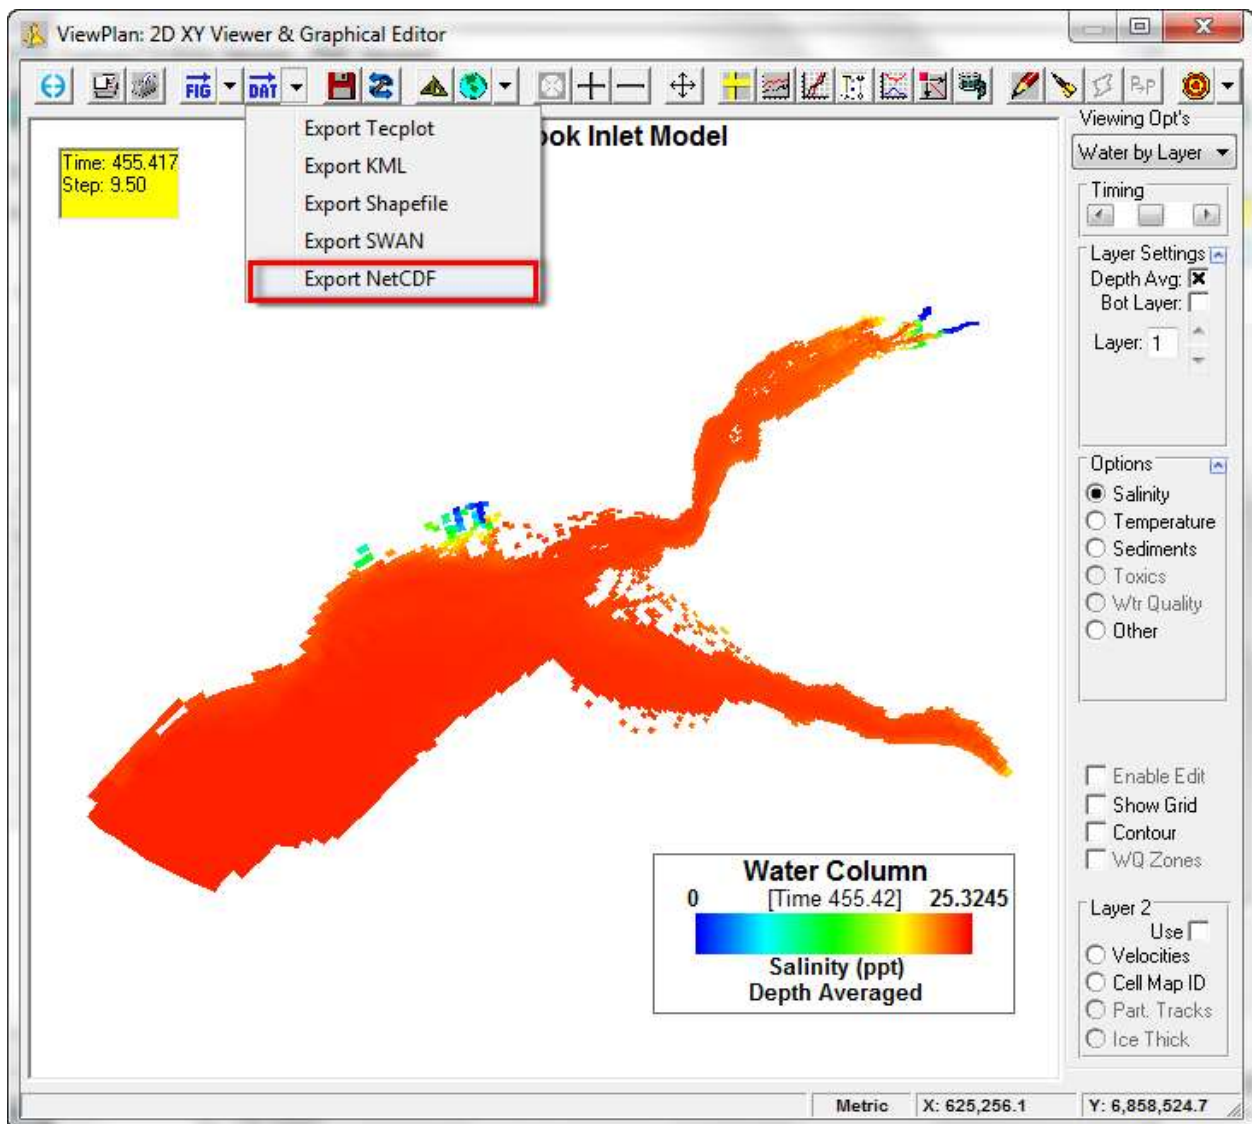 ViewPlan: 2D XY Viewer & Graphical Editor
FIG DAT
Viewing Opt's
Export Tecplot
ook Inlet Model
Water by Layer
Time: 455.417
Step: 9.50
Export KML
Timing
Export Shapefile
Export SWAN
Layer Settings
Export NetCDF
Depth Avg:
Bot Layer:
Layer: 1
Options
Salinity
Temperature
Sediments
Toxics
Wtr Quality
Other
Enable Edit
Show Grid
Contour
WQ Zones
Water Column
0 [Time 455.42] 25.3245
Salinity (ppt)
Depth Averaged
Layer 2
Use
Velocities
Cell Map ID
Part. Tracks
Ice Thick
Metric X: 625,256.1 Y: 6,858,524.7